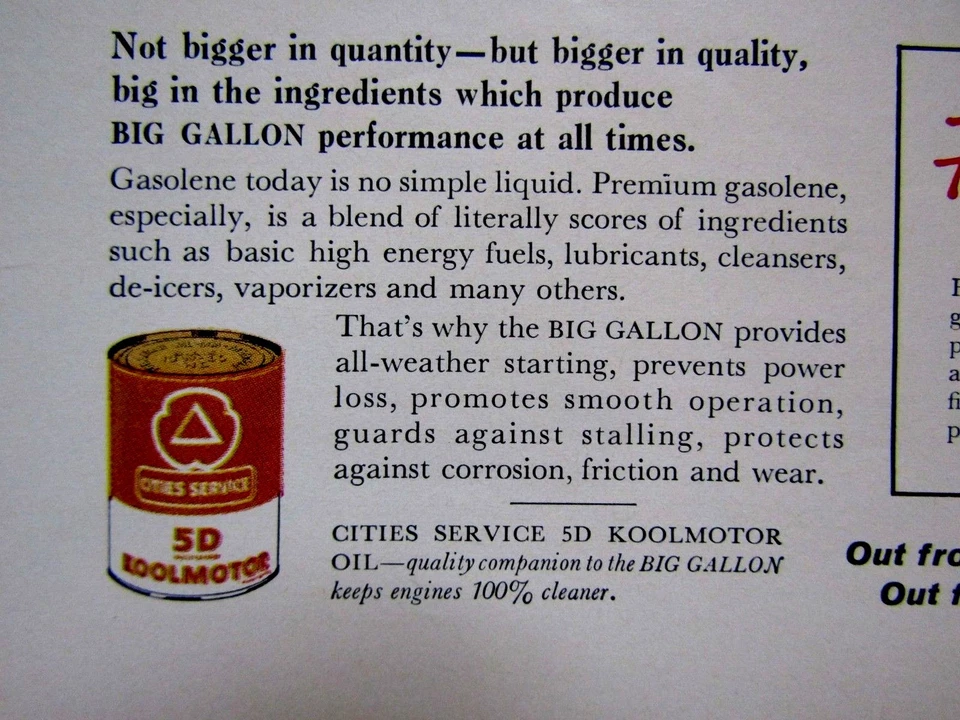 Not bigger in quantity—but bigger in quality,
big in the ingredients which produce
BIG GALLON performance at all times.
Gasolene today is no simple liquid. Premium gasolene,
especially, is a blend of literally scores of ingredients
such as basic high energy fuels, lubricants, cleansers,
de-icers, vaporizers and many others.
That's why the BIG GALLON provides
all-weather starting, prevents power
loss, promotes smooth operation,
guards against stalling, protects
against corrosion, friction and wear.
CITIES SERVICE
5D
KOOLMOTOR
CITIES SERVICE 5D KOOLMOTOR
OIL—quality companion to the BIG GALLON
keeps engines 100% cleaner.
Out
Out